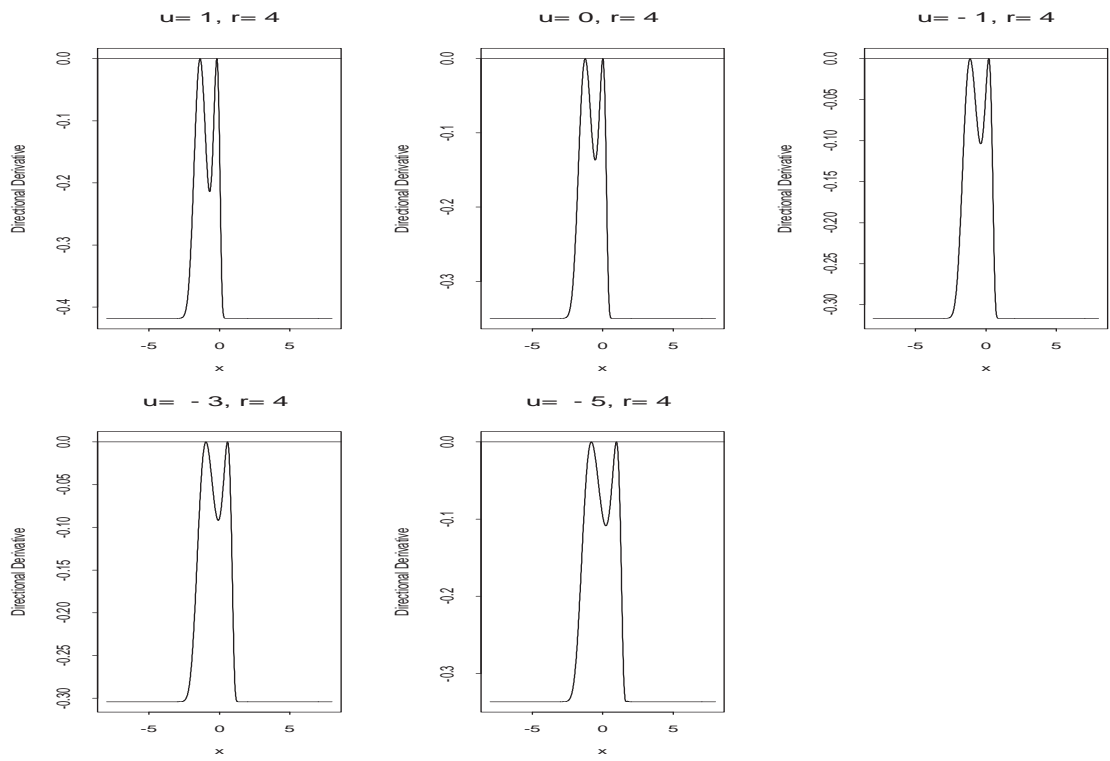 u= 1, r= 4
Directional Derivative
0.0
-0.1
-0.2
-0.3
-0.4
-5 0 5
x
u= 0, r= 4
Directional Derivative
0.0
-0.1
-0.2
-0.3
-5 0 5
x
u= - 1, r= 4
Directional Derivative
0.0
-0.05
-0.10
-0.15
-0.20
-0.25
-0.30
-5 0 5
x
u= - 3, r= 4
Directional Derivative
0.0
-0.05
-0.10
-0.15
-0.20
-0.25
-0.30
-5 0 5
x
u= - 5, r= 4
Directional Derivative
0.0
-0.1
-0.2
-0.3
-5 0 5
x